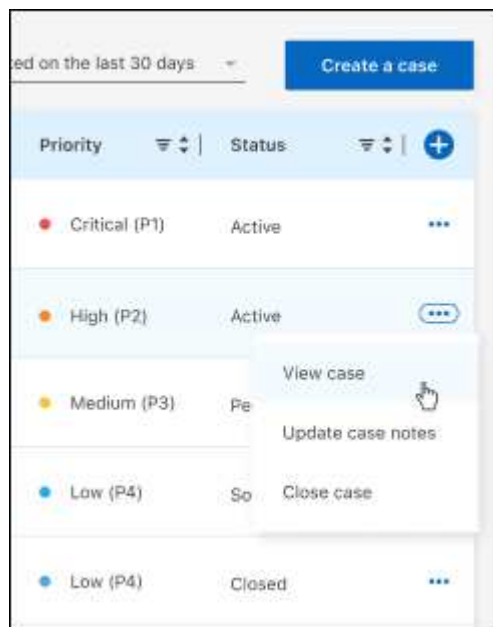 ed on the last 30 days
Create a case
Priority Status
Critical (P1) Active
High (P2) Active
View case
Medium (P3) Pe
Update case notes
Low (P4) So
Close case
Low (P4) Closed